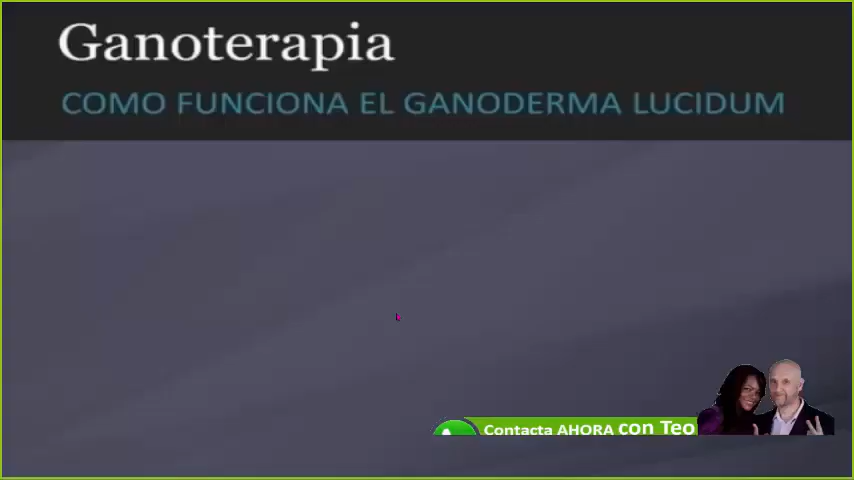 Ganoterapia
COMO FUNCIONA EL GANODERMA LUCIDUM
Contacta AHORA con Teo